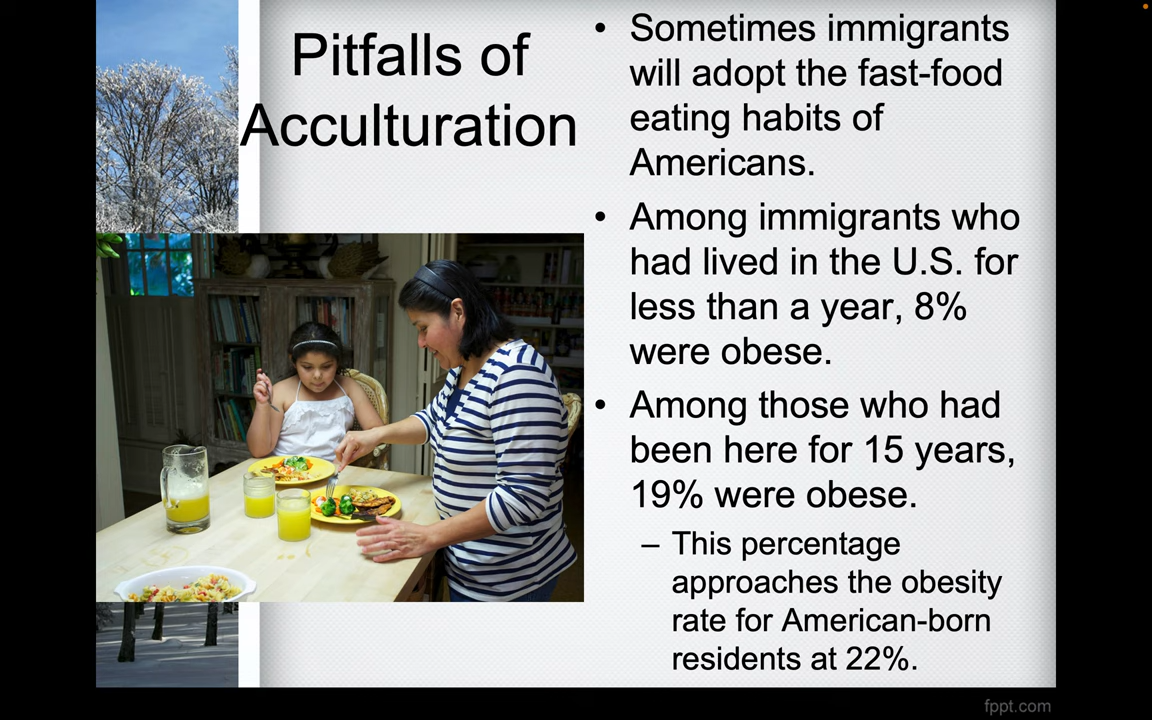 Pitfalls of
Acculturation
• Sometimes immigrants
will adopt the fast-food
eating habits of
Americans.
• Among immigrants who
had lived in the U.S. for
less than a year, 8%
were obese.
• Among those who had
been here for 15 years,
19% were obese.
– This percentage
approaches the obesity
rate for American-born
residents at 22%.
fppt.com